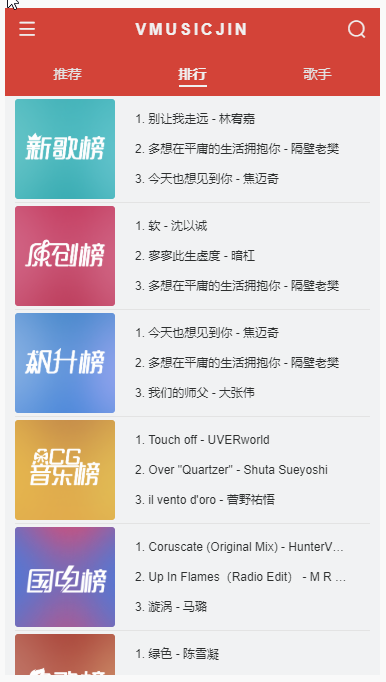 VMUSICJIN
推荐 排行 歌手
新歌榜
1. 别让我走远 - 林宥嘉
2. 多想在平庸的生活拥抱你 - 隔壁老樊
3. 今天也想见到你 - 焦迈奇
原创榜
1. 软 - 沈以诚
2. 寥寥此生虚度 - 暗杠
3. 多想在平庸的生活拥抱你 - 隔壁老樊
飙升榜
1. 今天也想见到你 - 焦迈奇
2. 多想在平庸的生活拥抱你 - 隔壁老樊
3. 我们的师父 - 大张伟
ACG
音乐榜
1. Touch off - UVERworld
2. Over "Quartzer" - Shuta Sueyoshi
3. il vento d'oro - 菅野祐悟
国电榜
1. Coruscate (Original Mix) - HunterV…
2. Up In Flames（Radio Edit） - M R …
3. 漩涡 - 马璐
1. 绿色 - 陈雪凝